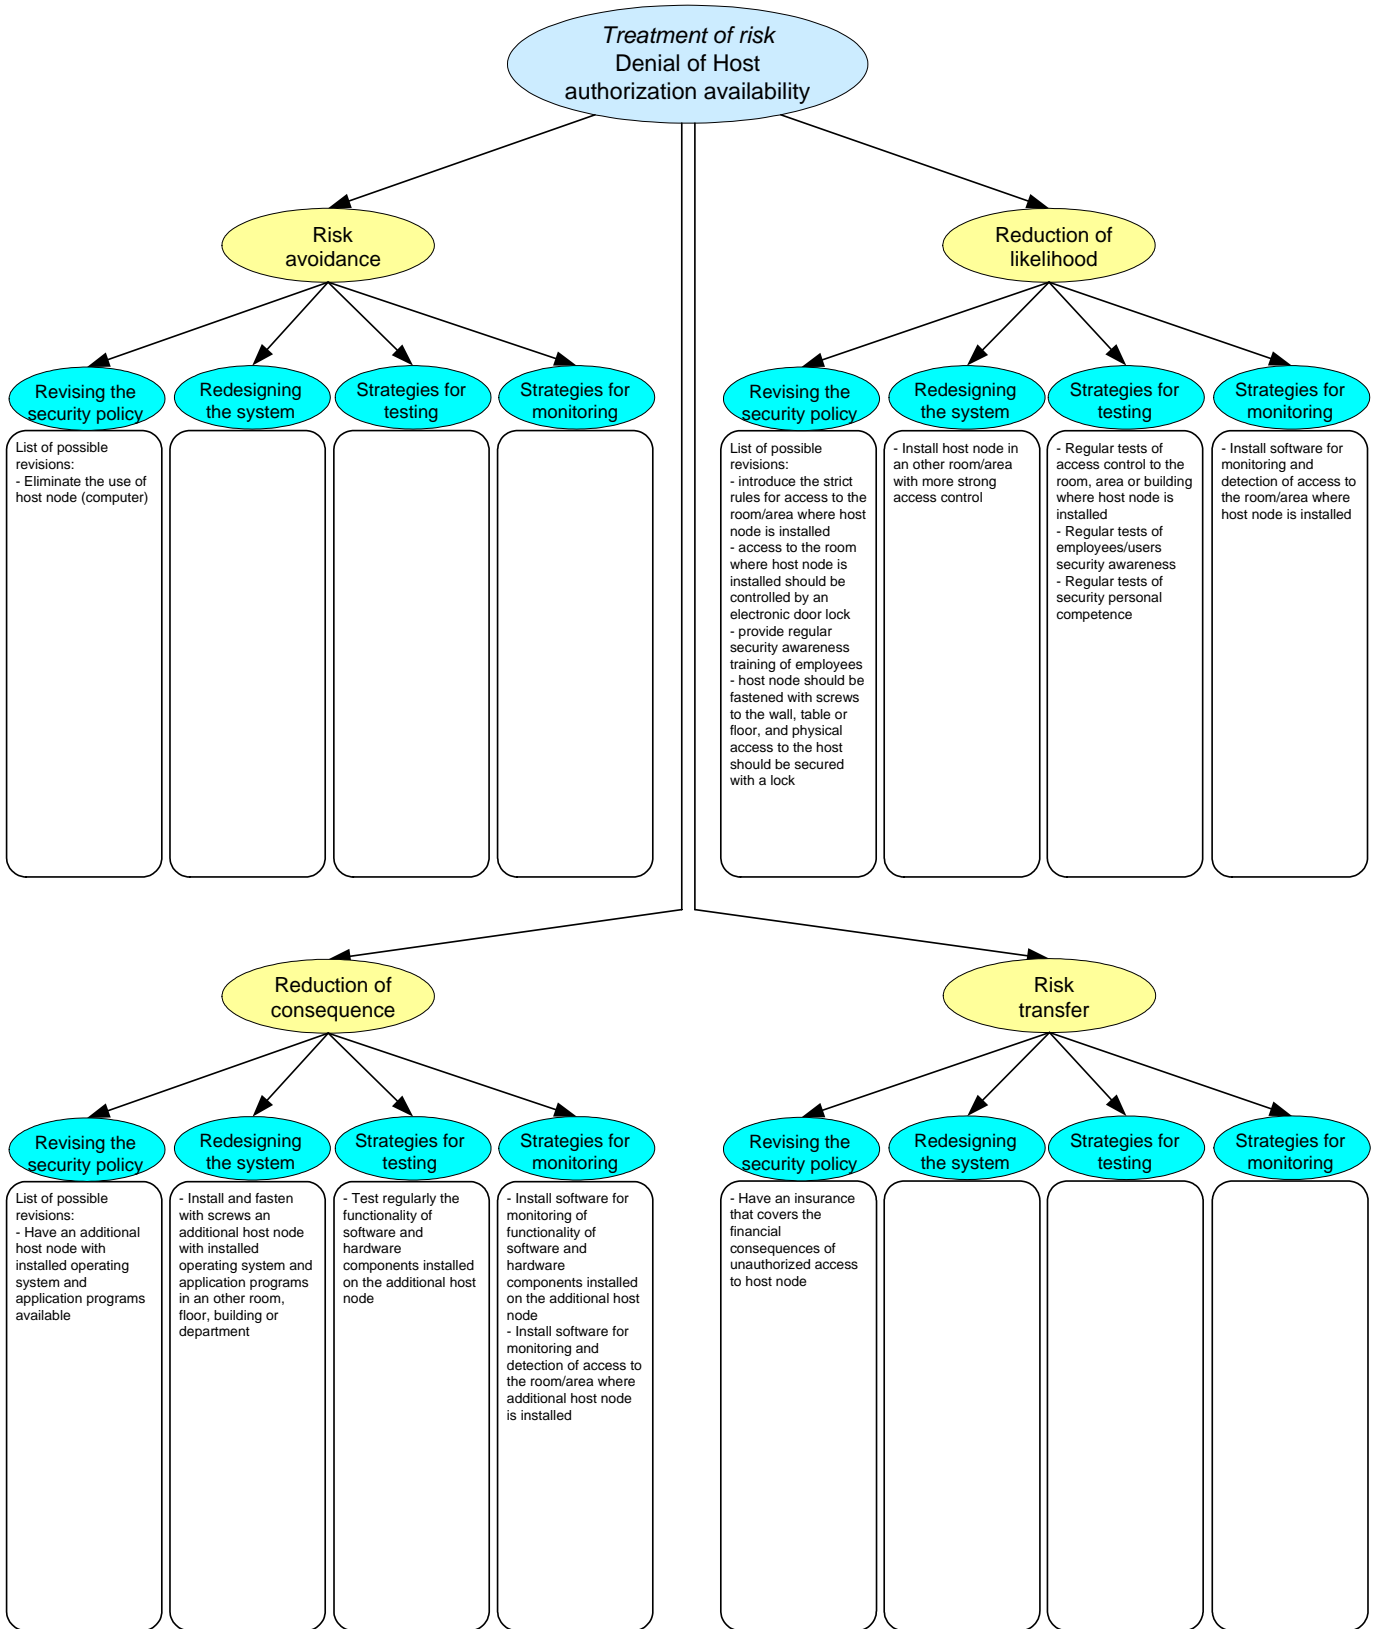 Treatment of risk
Denial of Host
authorization availability
Risk
avoidance
Reduction of
likelihood
Revising the
security policy
Redesigning
the system
Strategies for
testing
Strategies for
monitoring
Revising the
security policy
Redesigning
the system
Strategies for
testing
Strategies for
monitoring
List of possible
revisions:
- Eliminate the use of
host node (computer)
List of possible
revisions:
- introduce the strict
rules for access to the
room/area where host
node is installed
- access to the room
where host node is
installed should be
controlled by an
electronic door lock
- provide regular
security awareness
training of employees
- host node should be
fastened with screws
to the wall, table or
floor, and physical
access to the host
should be secured
with a lock
- Install host node in
an other room/area
with more strong
access control
- Regular tests of
access control to the
room, area or building
where host node is
installed
- Regular tests of
employees/users
security awareness
- Regular tests of
security personal
competence
- Install software for
monitoring and
detection of access to
the room/area where
host node is installed
Reduction of
consequence
Risk
transfer
Revising the
security policy
Redesigning
the system
Strategies for
testing
Strategies for
monitoring
Revising the
security policy
Redesigning
the system
Strategies for
testing
Strategies for
monitoring
List of possible
revisions:
- Have an additional
host node with
installed operating
system and
application programs
available
- Install and fasten
with screws an
additional host node
with installed
operating system and
application programs
in an other room,
floor, building or
department
- Test regularly the
functionality of
software and
hardware
components installed
on the additional host
node
- Install software for
monitoring of
functionality of
software and
hardware
components installed
on the additional host
node
- Install software for
monitoring and
detection of access to
the room/area where
additional host node
is installed
- Have an insurance
that covers the
financial
consequences of
unauthorized access
to host node